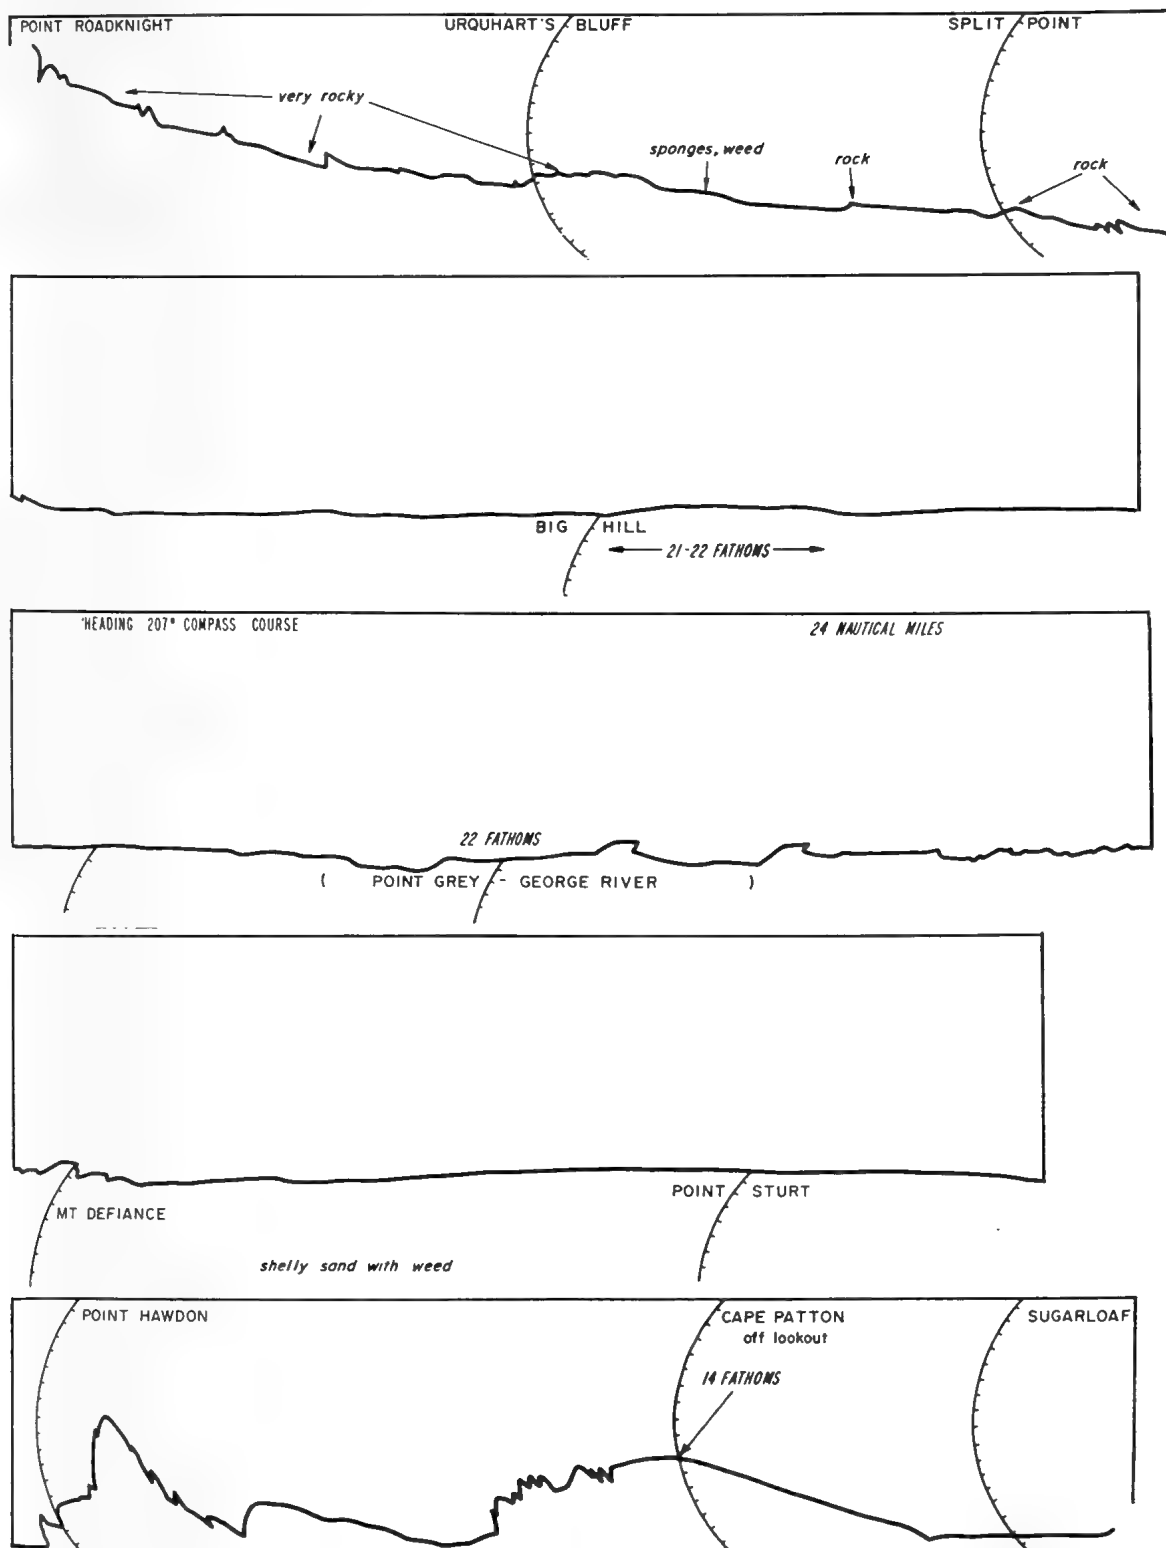 POINT ROADKNIGHT
URQUHART'S BLUFF
SPLIT POINT
very rocky
sponges, weed
rock
rock
BIG HILL
21-22 FATHOMS
'HEADING 207° COMPASS COURSE
24 NAUTICAL MILES
22 FATHOMS
( POINT GREY - GEORGE RIVER )
POINT STURT
MT DEFIANCE
shelly sand with weed
POINT HAWDON
CAPE PATTON
SUGARLOAF
off lookout
14 FATHOMS